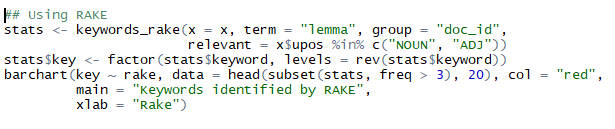 ## Using RAKE
stats <- keywords_rake(x = x, term = "lemma", group = "doc_id",
                       relevant = x$upos %in% c("NOUN", "ADJ"))
stats$key <- factor(stats$keyword, levels = rev(stats$keyword))
barchart(key ~ rake, data = head(subset(stats, freq > 3), 20), col = "red",
         main = "Keywords identified by RAKE",
         xlab = "Rake")